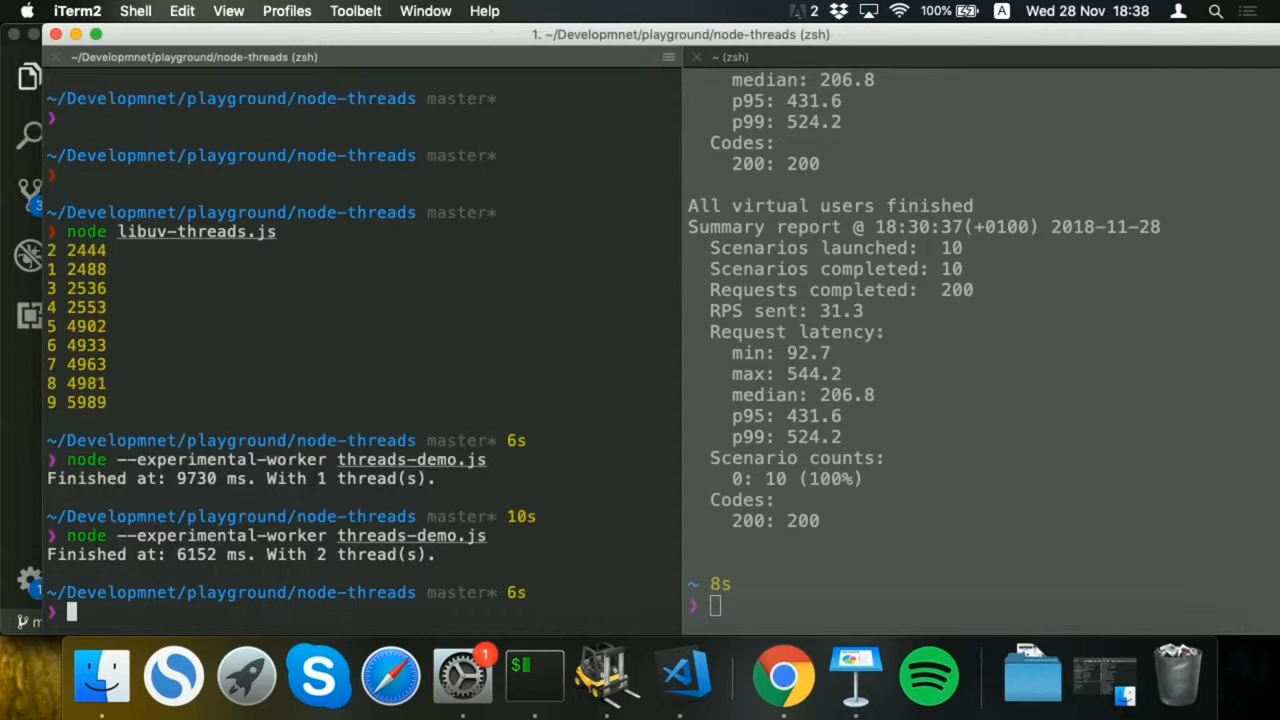 iTerm2 Shell Edit View Profiles Toolbelt Window Help 2 100% A Wed 28 Nov 18:38
1. ~/Developmnet/playground/node-threads (zsh)
~/Developmnet/playground/node-threads (zsh)
~ (zsh)
~/Developmnet/playground/node-threads master*
❯
~/Developmnet/playground/node-threads master*
❯
~/Developmnet/playground/node-threads master*
❯ node libuv-threads.js
2 2444
1 2488
3 2536
4 2553
5 4902
6 4933
7 4963
8 4981
9 5989
~/Developmnet/playground/node-threads master* 6s
❯ node --experimental-worker threads-demo.js
Finished at: 9730 ms. With 1 thread(s).
~/Developmnet/playground/node-threads master* 10s
❯ node --experimental-worker threads-demo.js
Finished at: 6152 ms. With 2 thread(s).
~/Developmnet/playground/node-threads master* 6s
❯
median: 206.8
p95: 431.6
p99: 524.2
Codes:
200: 200
All virtual users finished
Summary report @ 18:30:37(+0100) 2018-11-28
Scenarios launched: 10
Scenarios completed: 10
Requests completed: 200
RPS sent: 31.3
Request latency:
min: 92.7
max: 544.2
median: 206.8
p95: 431.6
p99: 524.2
Scenario counts:
0: 10 (100%)
Codes:
200: 200
~ 8s
❯
3
1
m
1
$